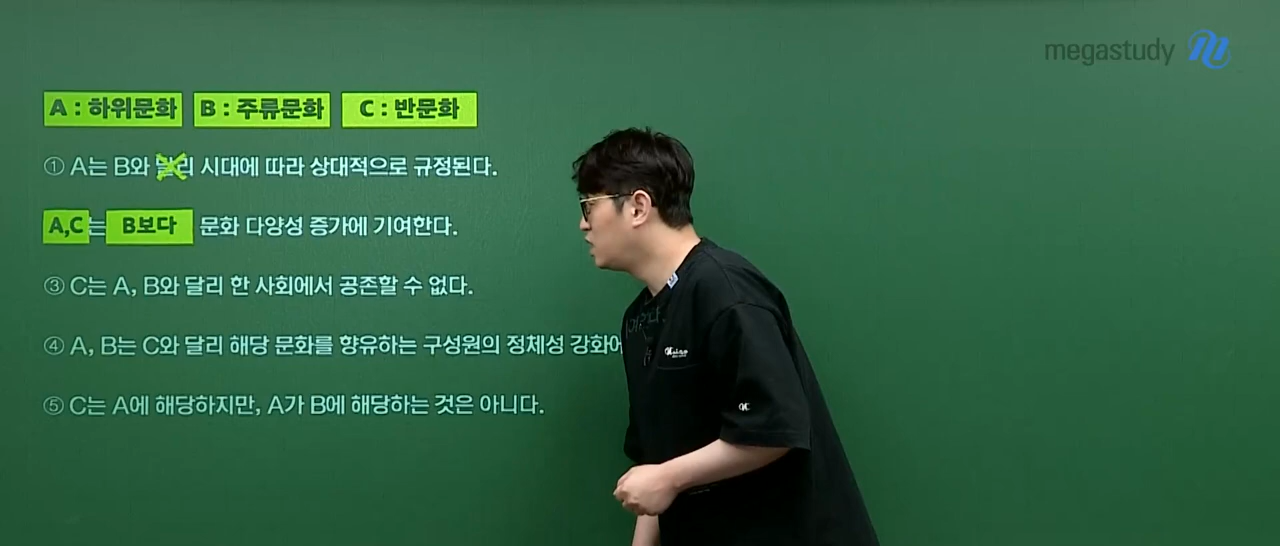 megastudy
A : 하위문화 B : 주류문화 C : 반문화
① A는 B와 시대에 따라 상대적으로 규정된다.
A,C는 B보다 문화 다양성 증가에 기여한다.
③ C는 A, B와 달리 한 사회에서 공존할 수 없다.
④ A, B는 C와 달리 해당 문화를 향유하는 구성원의 정체성
⑤ C는 A에 해당하지만, A가 B에 해당하는 것은 아니다.